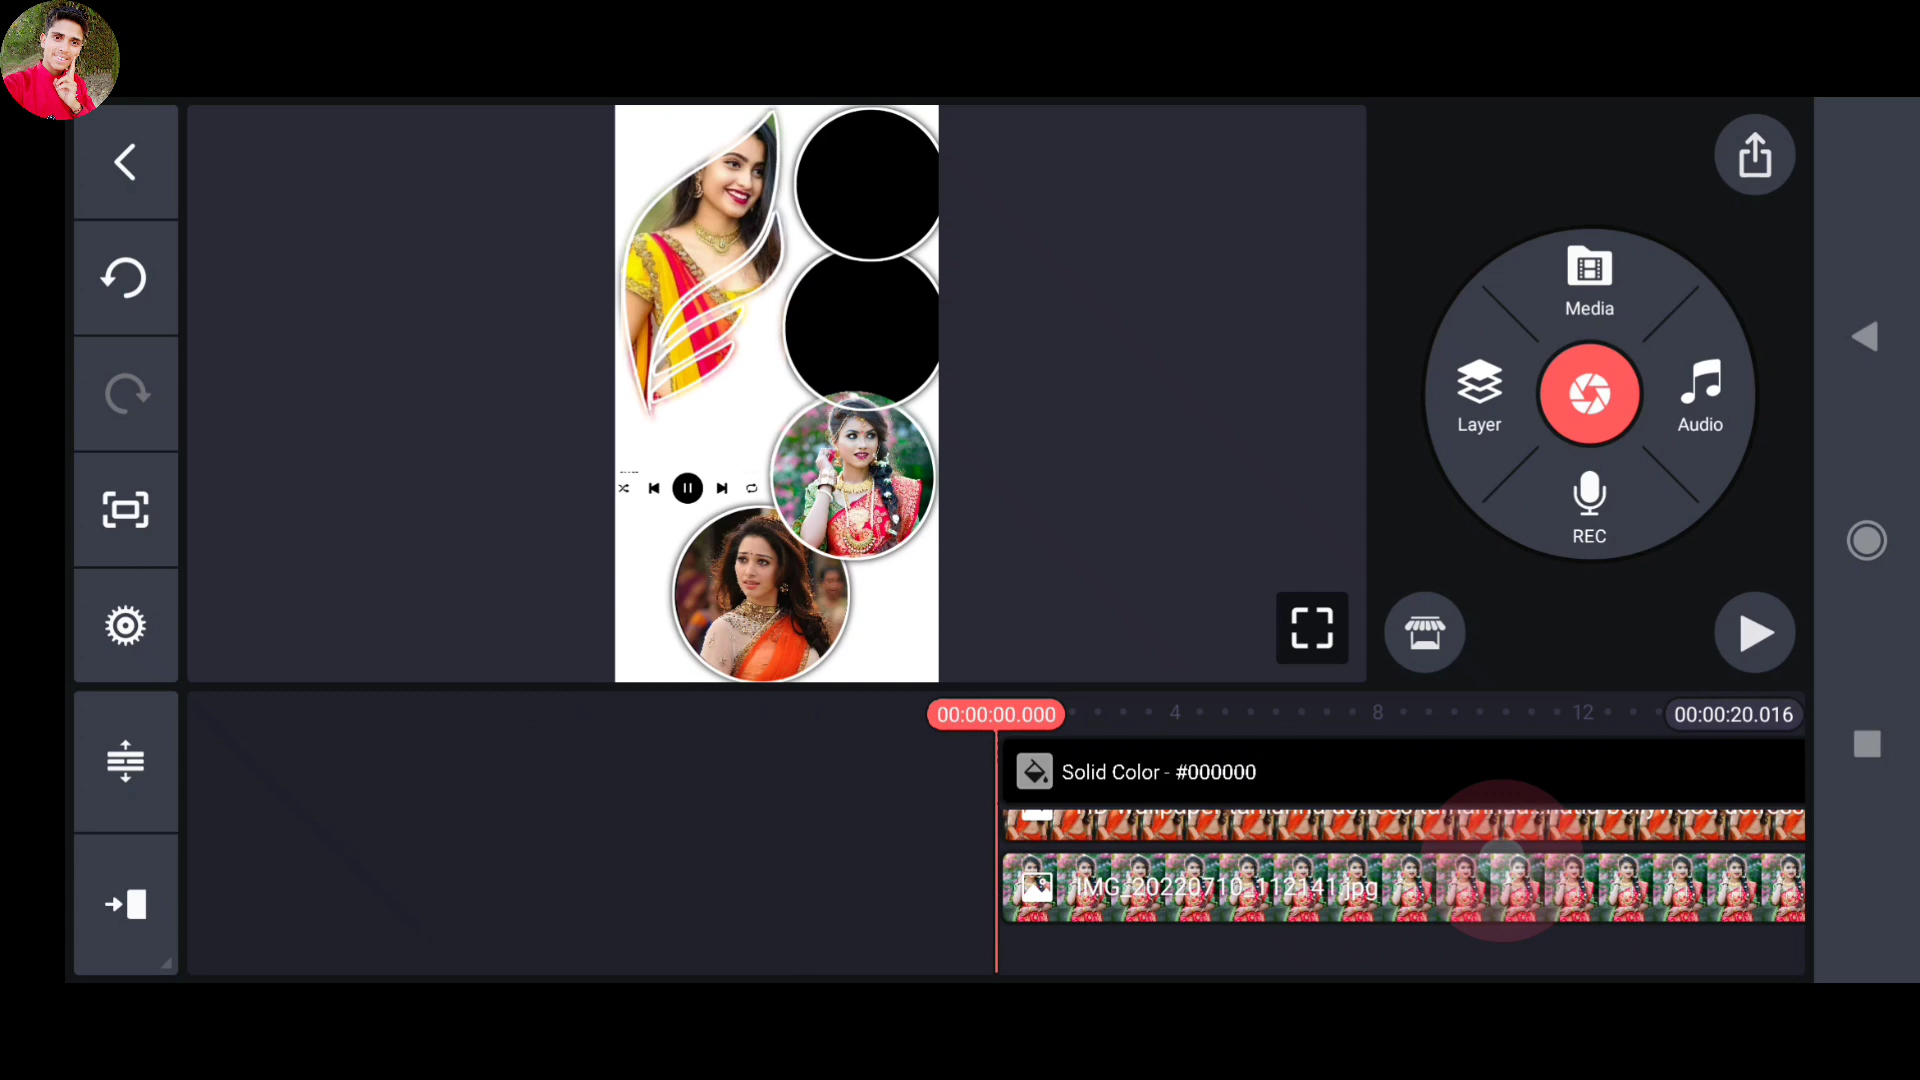 Media
Layer
Audio
REC
00:00:00.000
4
8
12
00:00:20.016
Solid Color - #000000
IMG_20220710_112141.jpg